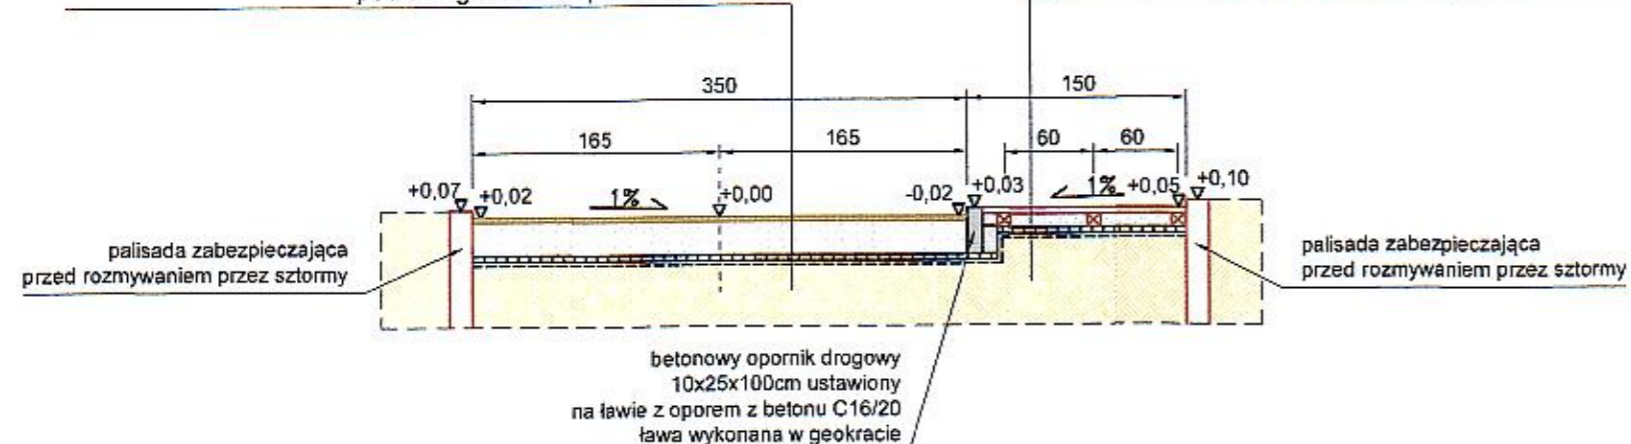 350
150
165
165
60
60
+0,07
+0,02
1%
+0,00
-0,02
+0,03
1%
+0,05
+0,10
palisada zabezpieczająca
przed rozmywaniem przez sztormy
palisada zabezpieczająca
przed rozmywaniem przez sztormy
betonowy opornik drogowy
10x25x100cm ustawiony
na ławie z oporem z betonu C16/20
ława wykonana w geokracie